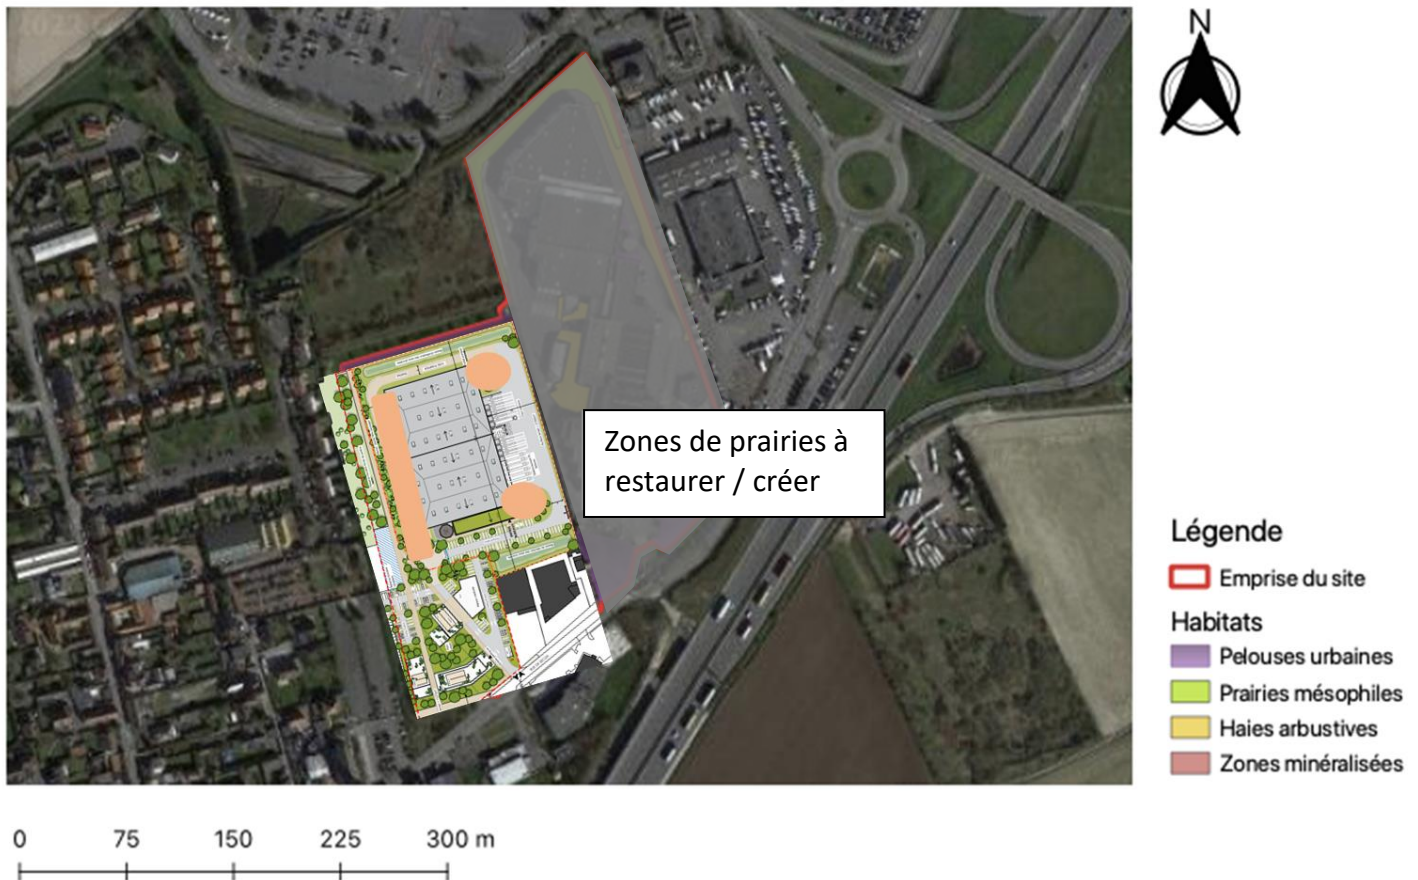 N
Zones de prairies à
restaurer / créer
Légende
Emprise du site
Habitats
Pelouses urbaines
Prairies mésophiles
Haies arbustives
Zones minéralisées
0 75 150 225 300 m